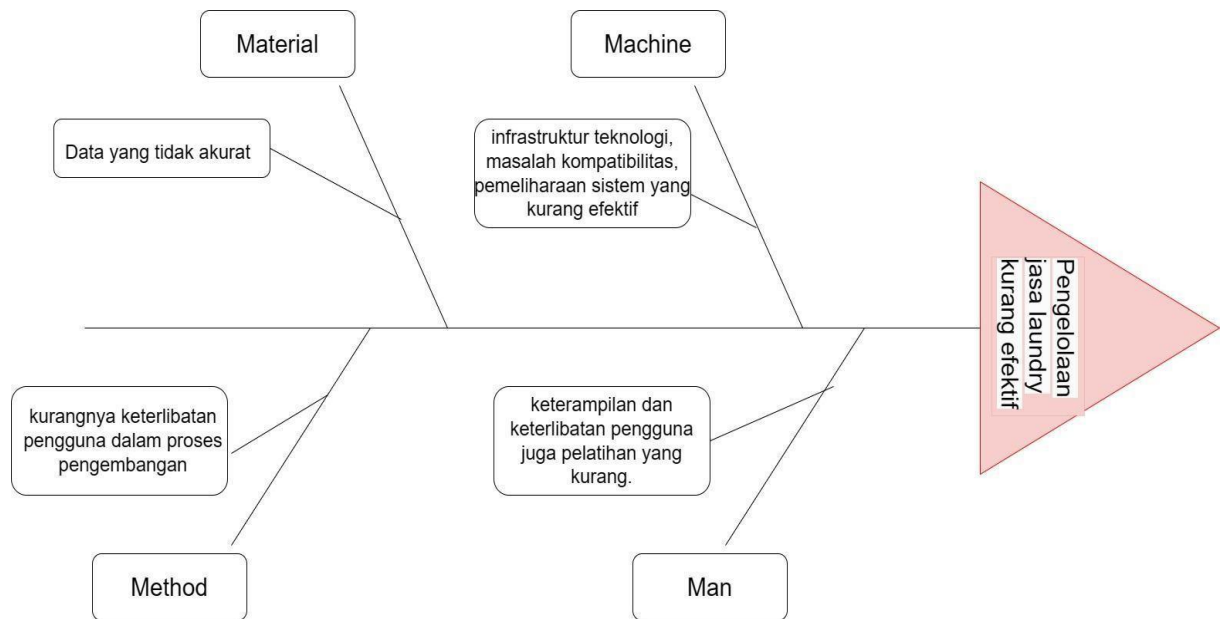 Material
Machine
Data yang tidak akurat
infrastruktur teknologi,
masalah kompatibilitas,
pemeliharaan sistem yang
kurang efektif
Pengelolaan
jasa laundry
kurang efektif
kurangnya keterlibatan
pengguna dalam proses
pengembangan
keterampilan dan
keterlibatan pengguna
juga pelatihan yang
kurang.
Method
Man